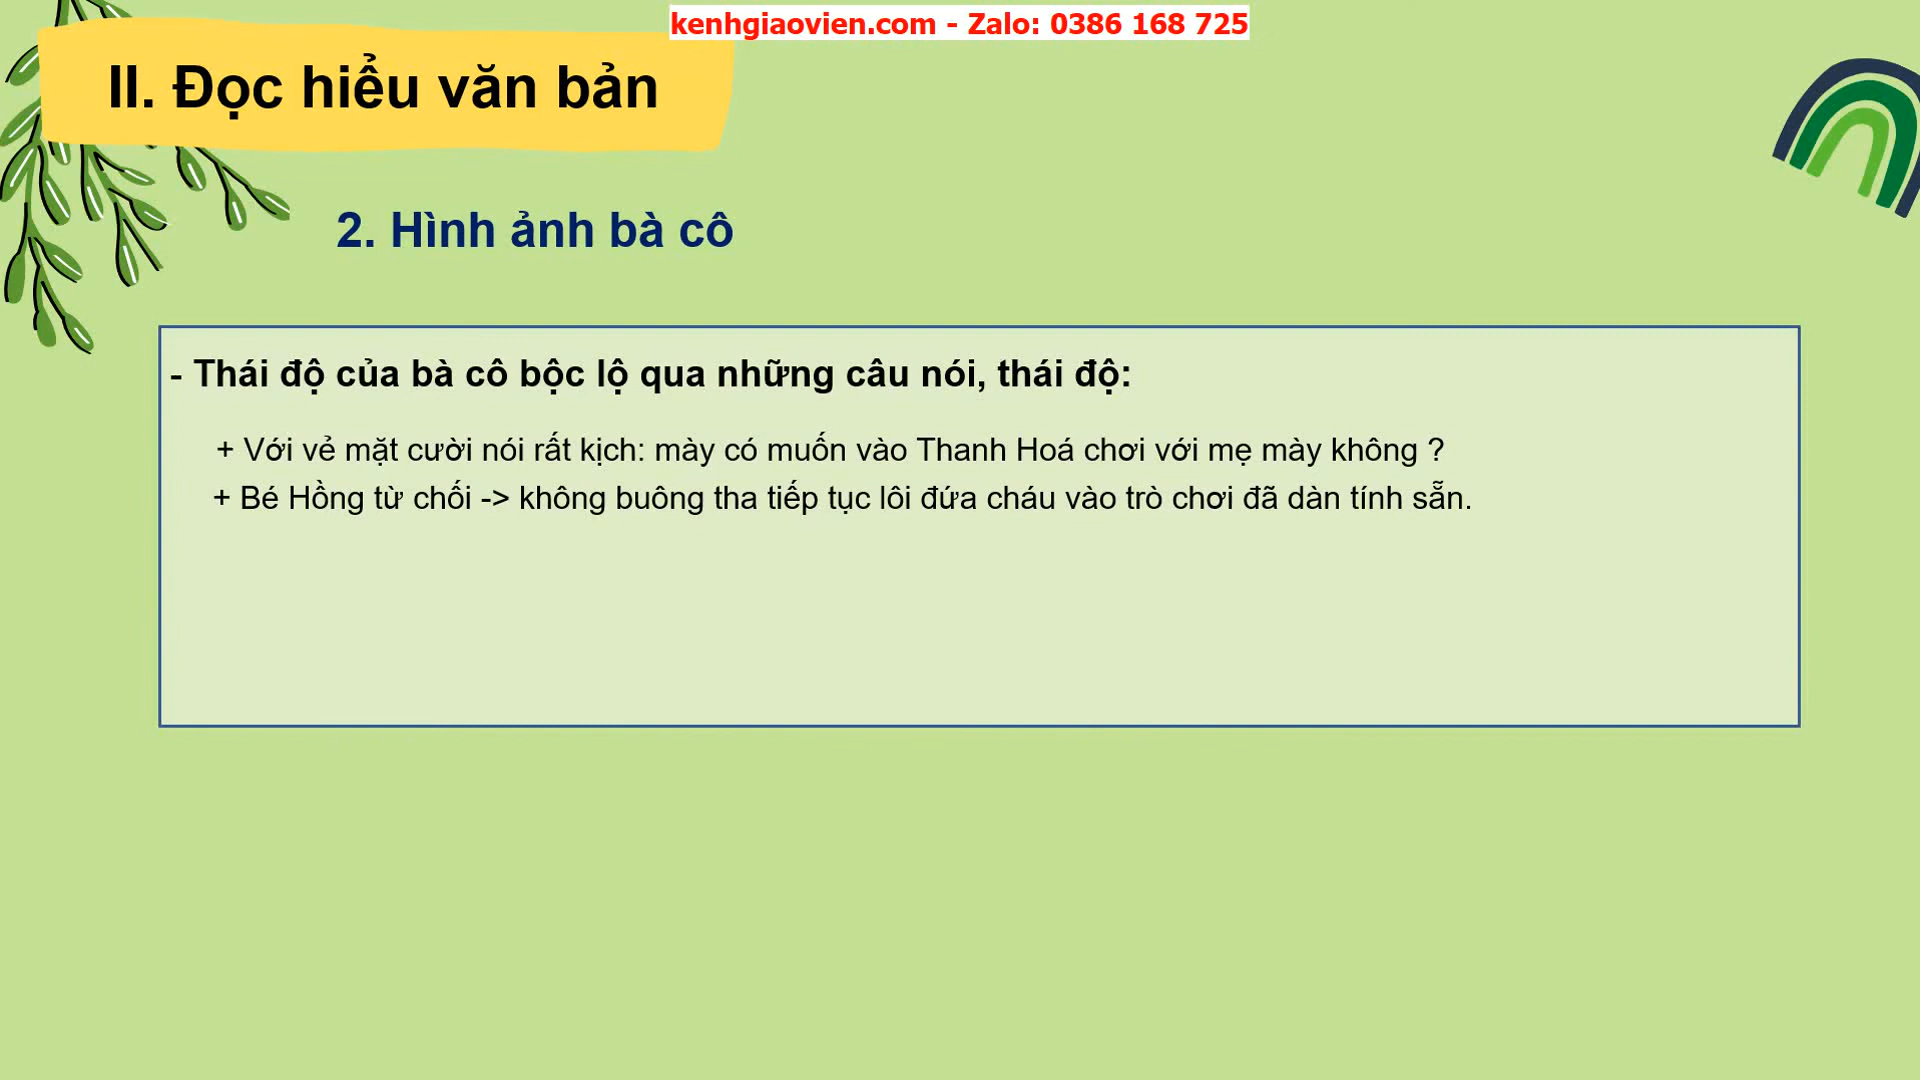 kenhgiaovien.com - Zalo: 0386 168 725
II. Đọc hiểu văn bản
2. Hình ảnh bà cô
- Thái độ của bà cô bộc lộ qua những câu nói, thái độ:
+ Với vẻ mặt cười nói rất kịch: mày có muốn vào Thanh Hoá chơi với mẹ mày không ?
+ Bé Hồng từ chối -> không buông tha tiếp tục lôi đứa cháu vào trò chơi đã dàn tính sẵn.